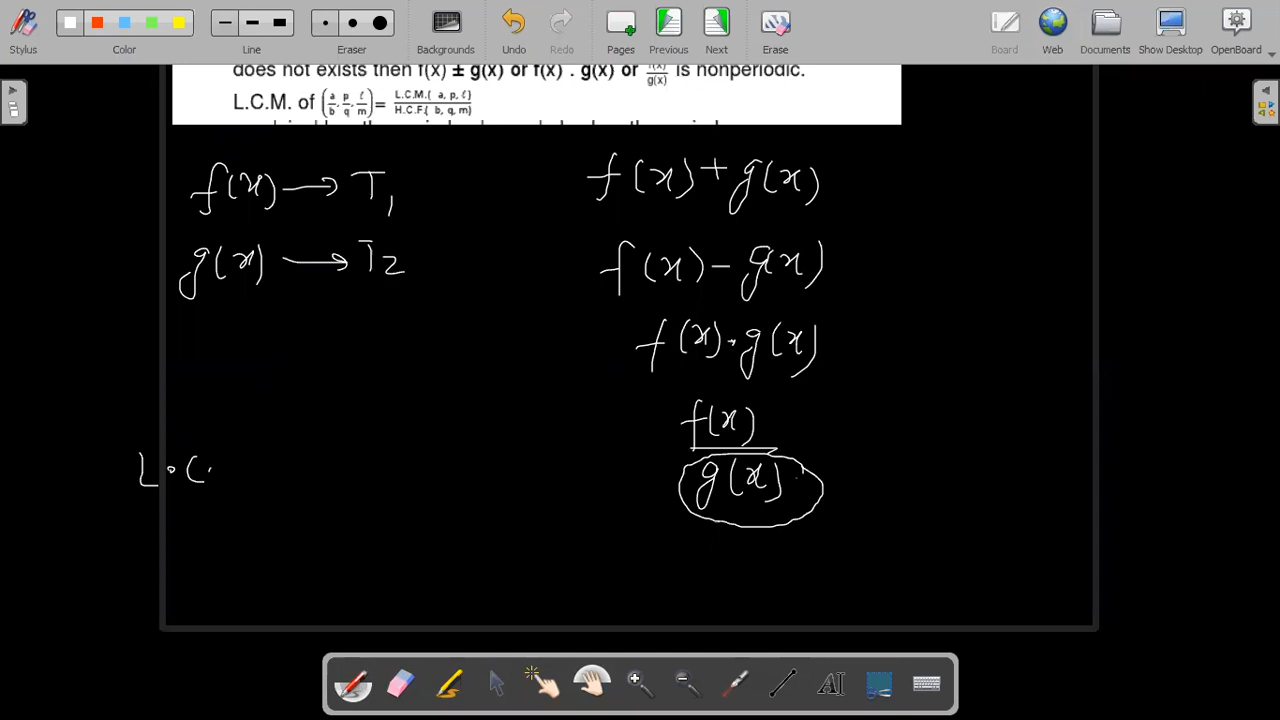 Stylus Color Line Eraser Backgrounds Undo Redo Pages Previous Next Erase Board Web Documents Show Desktop OpenBoard
does not exists then f(x) ± g(x) or f(x) . g(x) or f(x)/g(x) is nonperiodic.
L.C.M. of (a/b, p/q, ℓ/m) = L.C.M.( a, p, ℓ)/H.C.F.( b, q, m)
f(x) → T₁
g(x) → T₂
f(x) + g(x)
f(x) - g(x)
f(x) · g(x)
f(x)
g(x)
L.C.